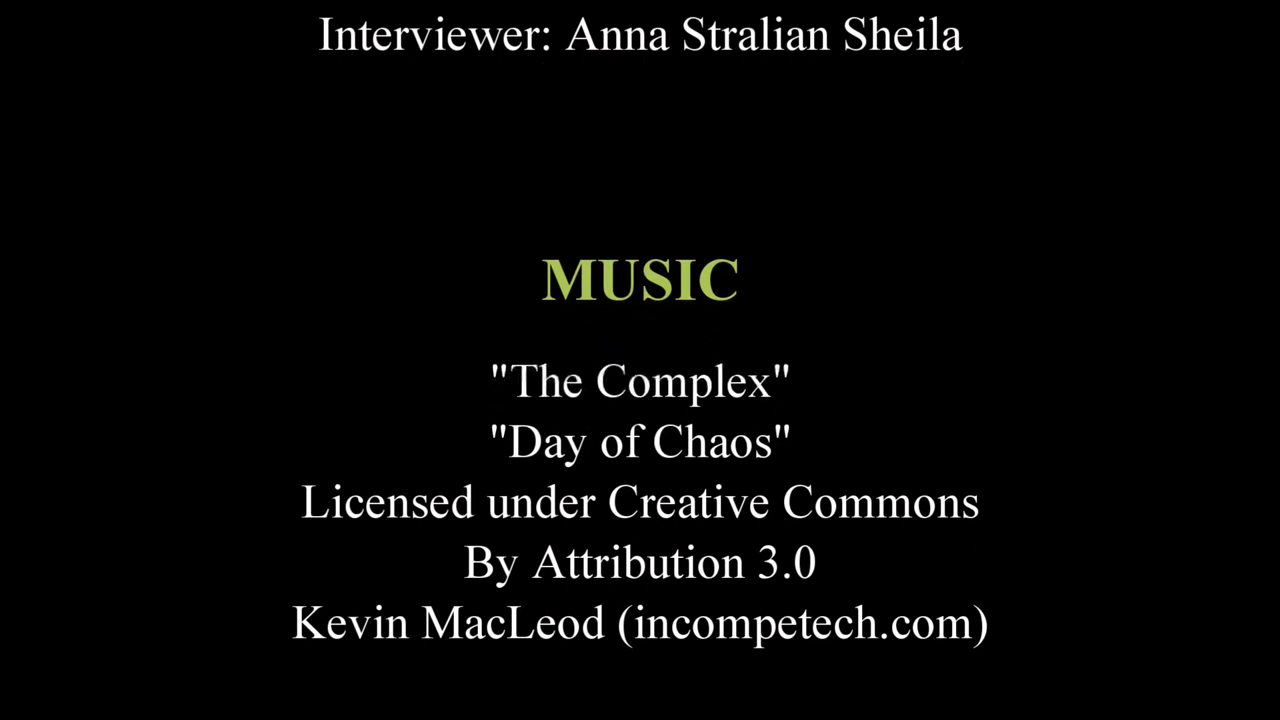 Interviewer: Anna Stralian Sheila
MUSIC
"The Complex"
"Day of Chaos"
Licensed under Creative Commons
By Attribution 3.0
Kevin MacLeod (incompetech.com)